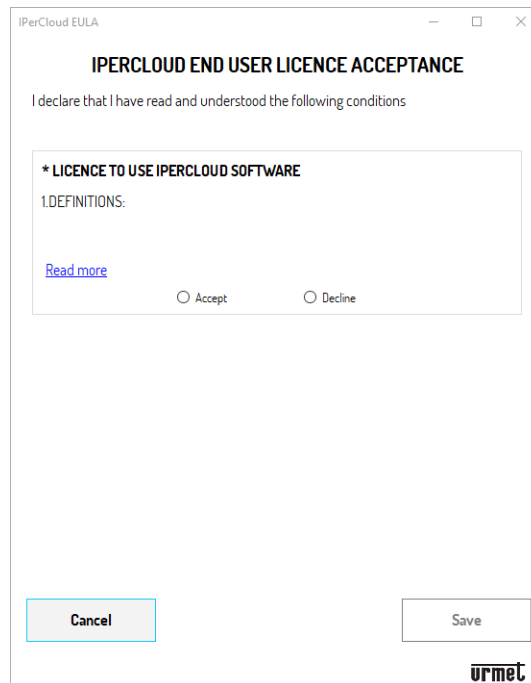 IPerCloud EULA
IPERCLOUD END USER LICENCE ACCEPTANCE
I declare that I have read and understood the following conditions
* LICENCE TO USE IPERCLOUD SOFTWARE
1.DEFINITIONS:
Read more
Accept Decline
Cancel Save
urmet